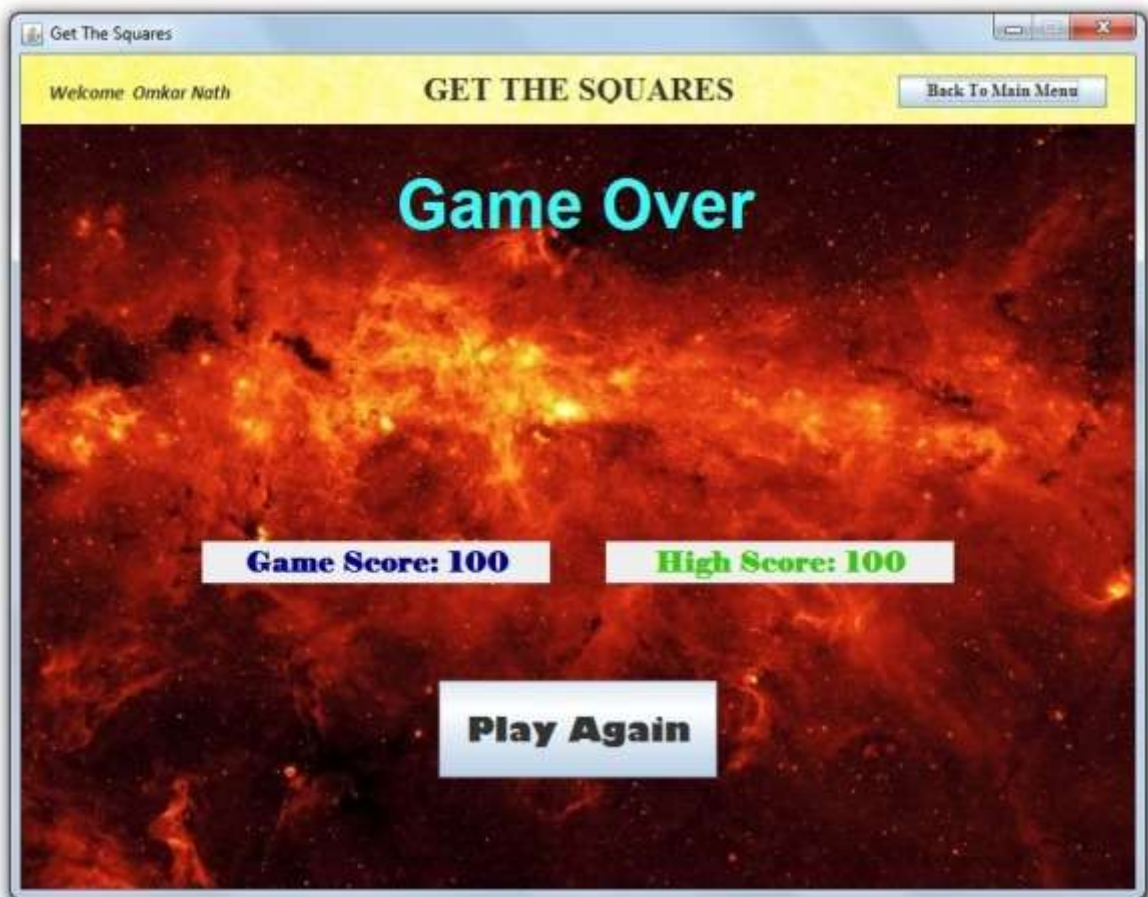 Get The Squares
Welcome Omkar Nath
GET THE SQUARES
Back To Main Menu
Game Over
Game Score: 100
High Score: 100
Play Again